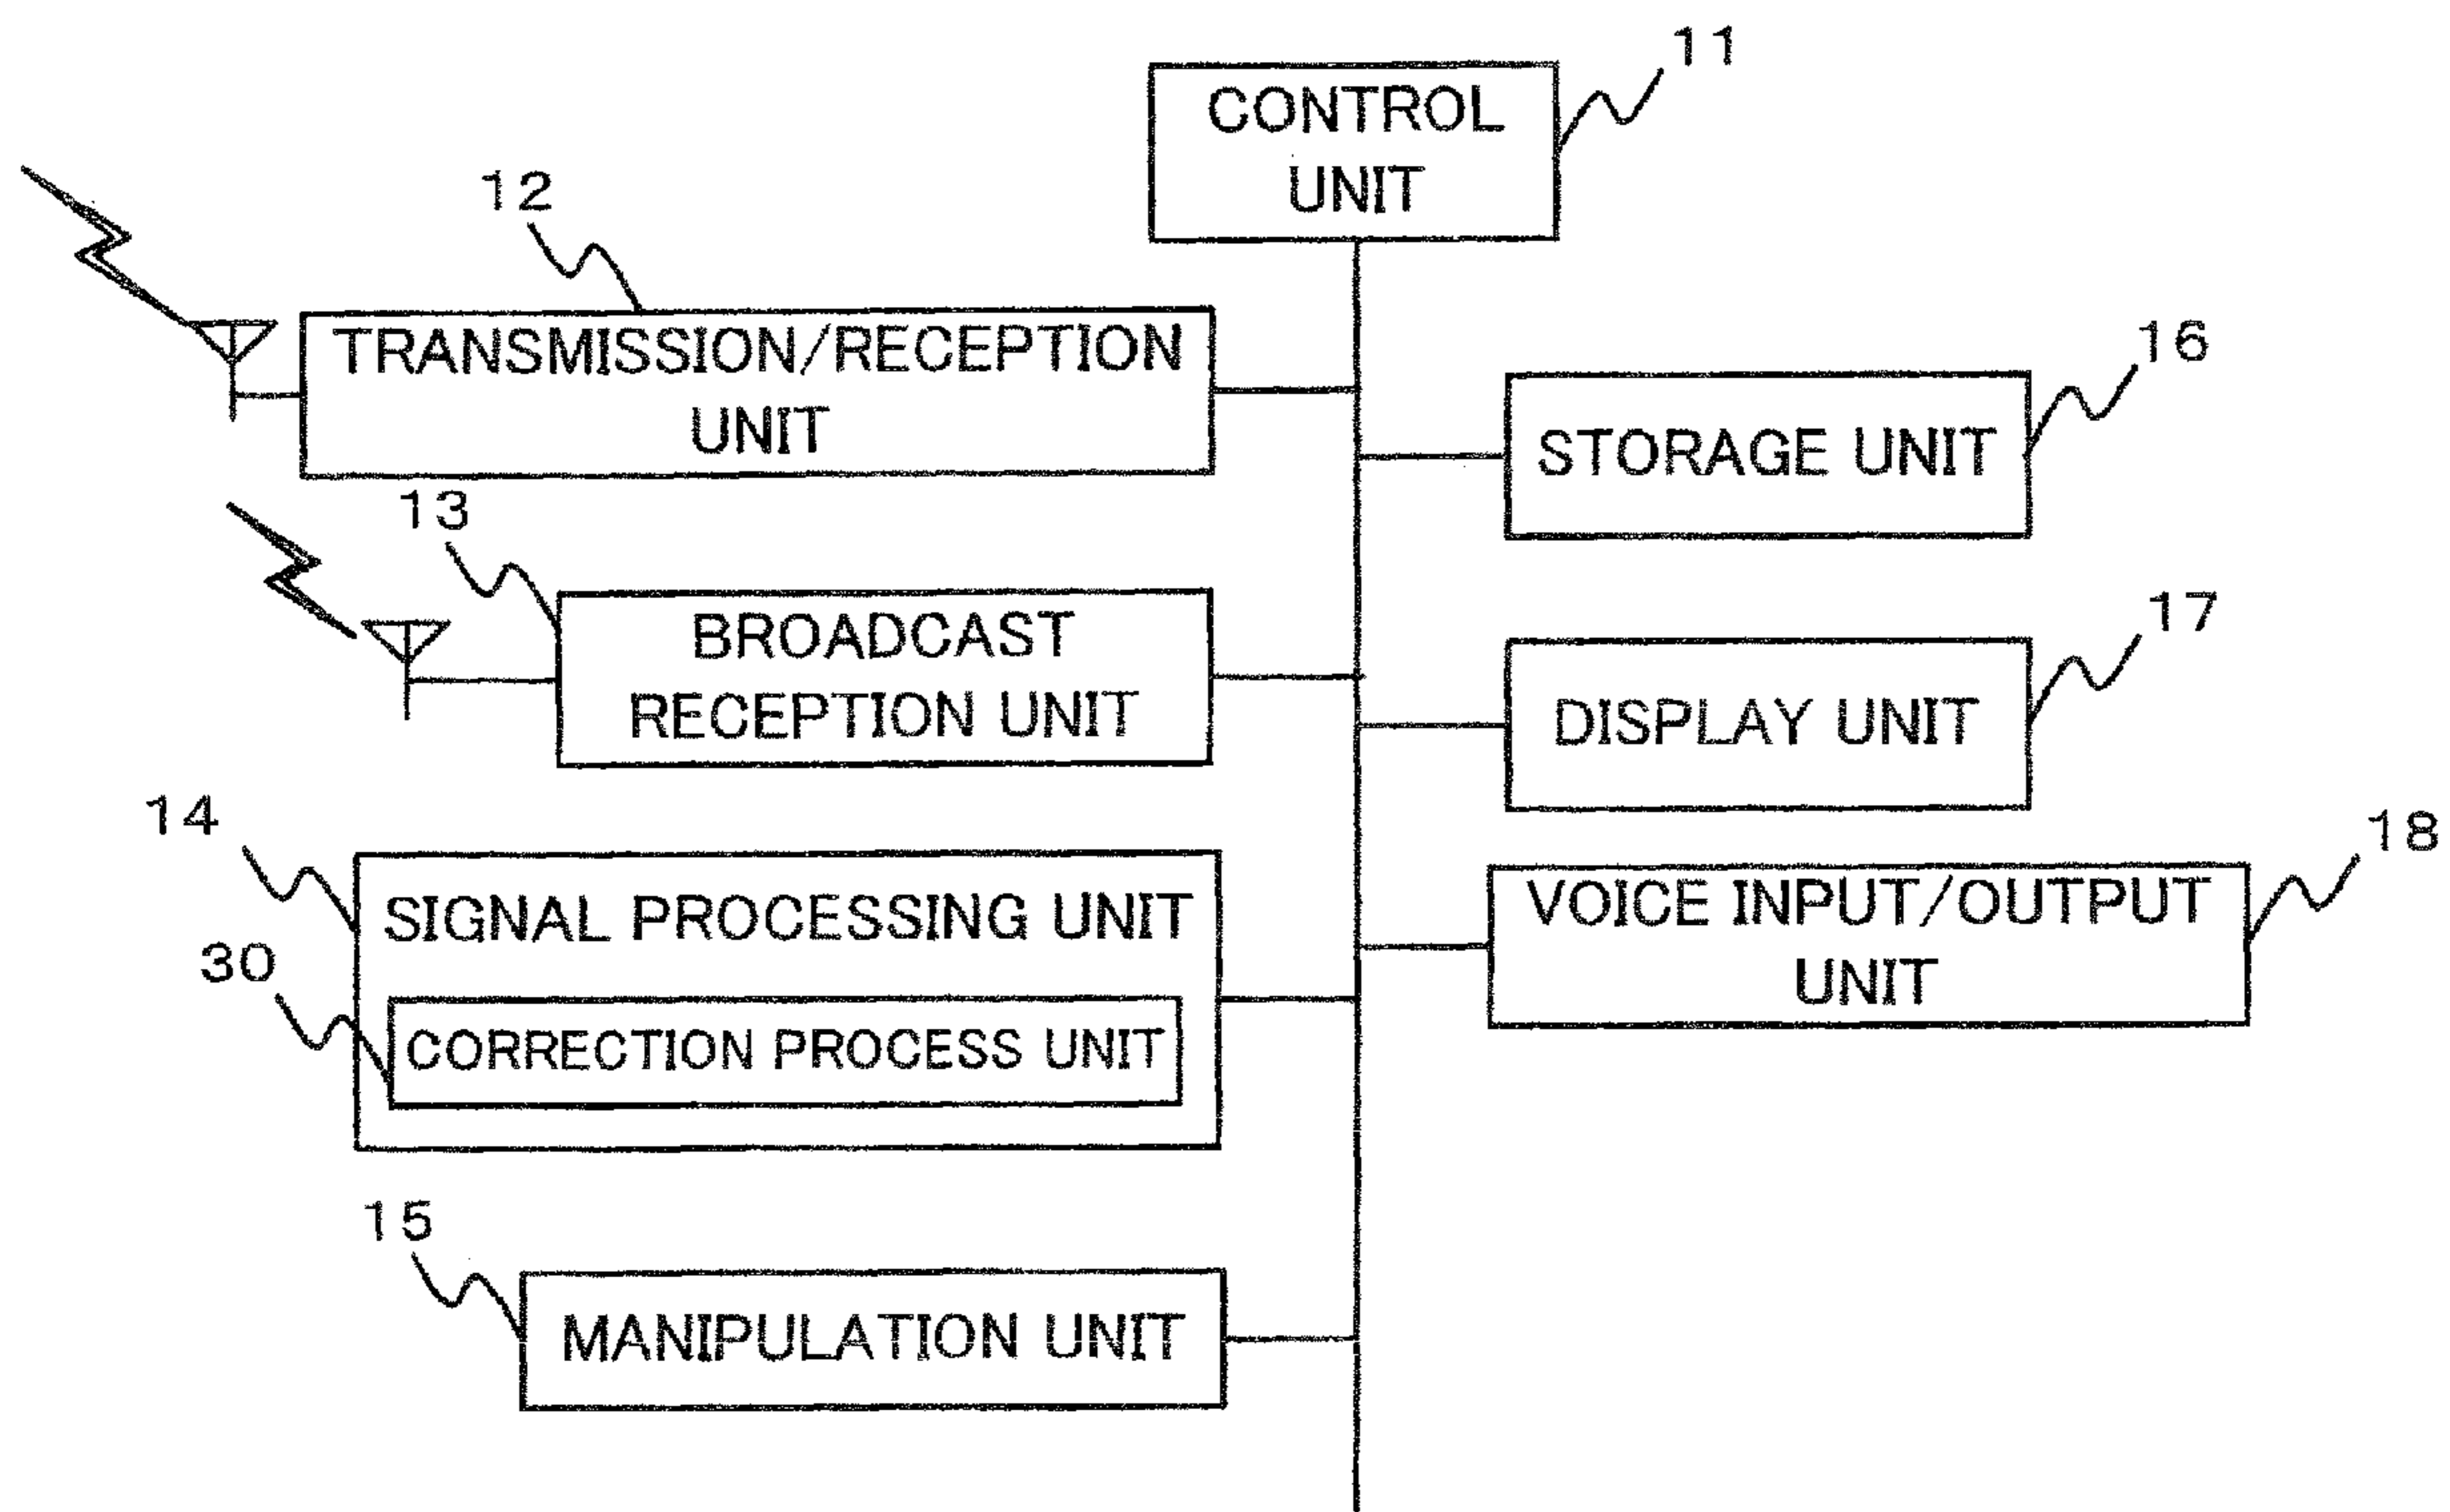 11
CONTROL
UNIT
12
TRANSMISSION/RECEPTION
UNIT
16
STORAGE UNIT
13
BROADCAST
RECEPTION UNIT
17
DISPLAY UNIT
14
SIGNAL PROCESSING UNIT
30
CORRECTION PROCESS UNIT
18
VOICE INPUT/OUTPUT
UNIT
15
MANIPULATION UNIT